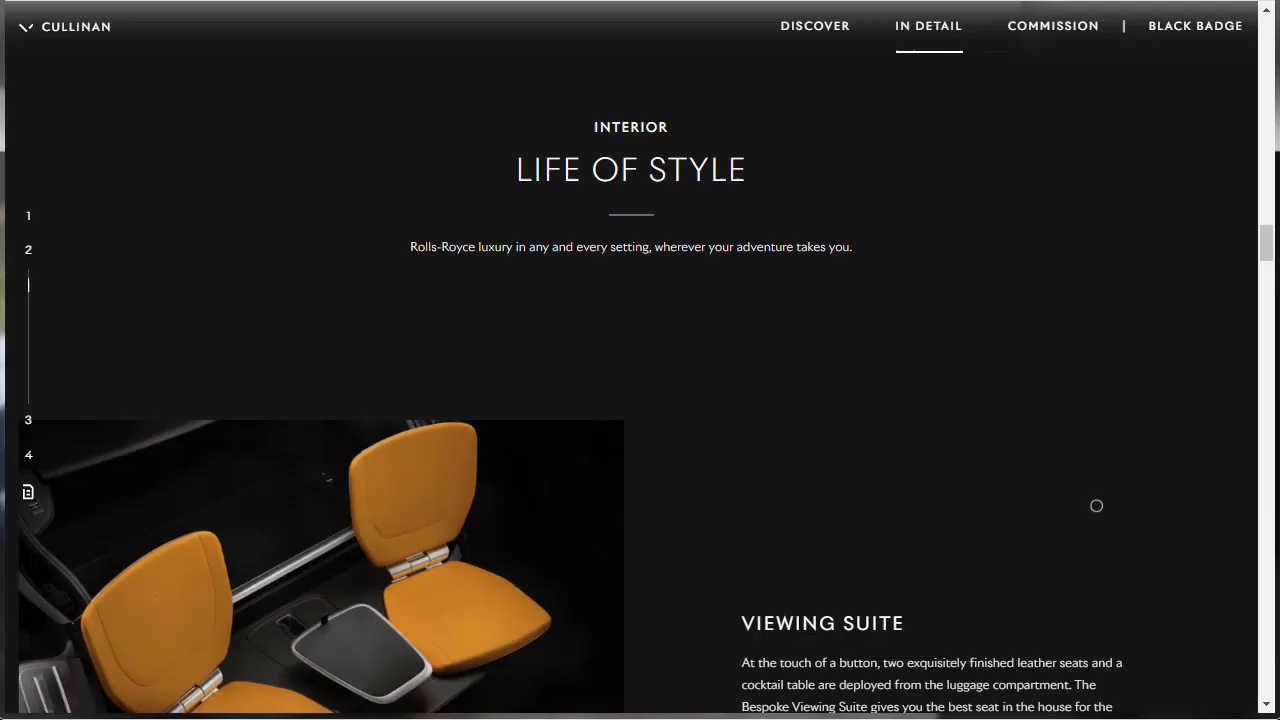 CULLINAN
DISCOVER
IN DETAIL
COMMISSION
|
BLACK BADGE
INTERIOR
LIFE OF STYLE
Rolls-Royce luxury in any and every setting, wherever your adventure takes you.
1
2
3
4
VIEWING SUITE
At the touch of a button, two exquisitely finished leather seats and a
cocktail table are deployed from the luggage compartment. The
Bespoke Viewing Suite gives you the best seat in the house for the